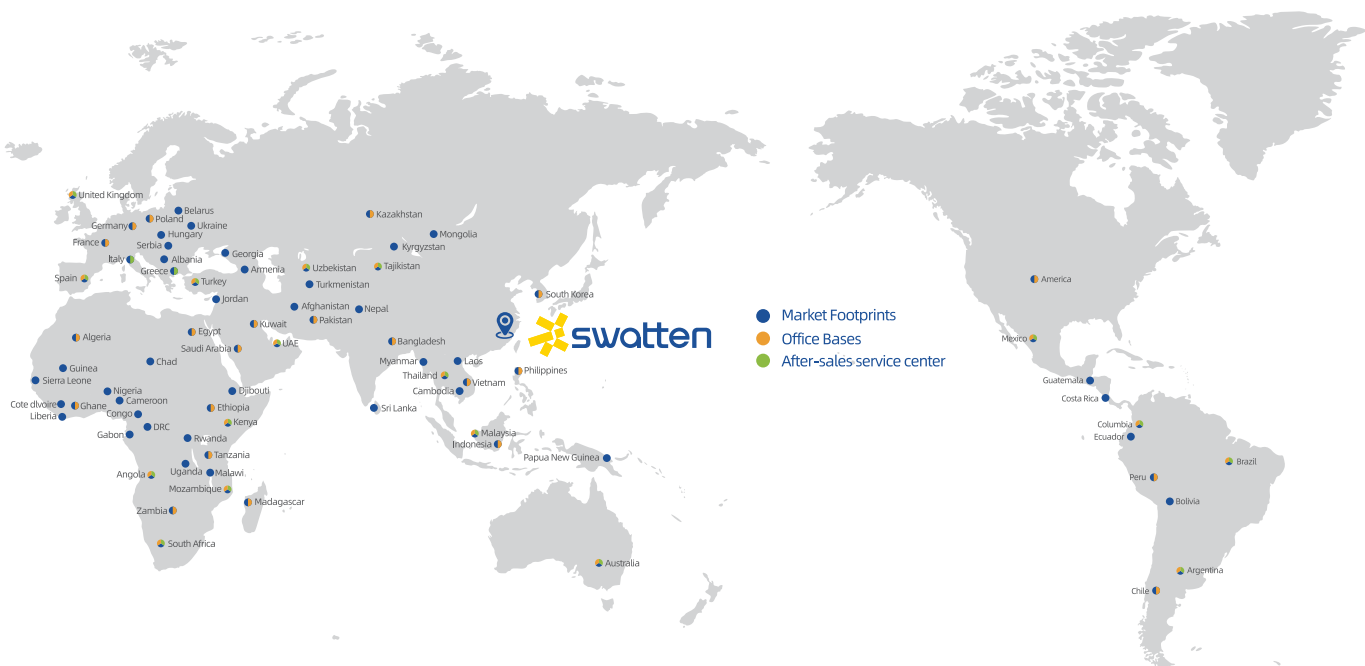 United Kingdom
Belarus
Poland
Germany
Ukraine
Hungary
France
Serbia
Italy
Albania
Greece
Spain
Turkey
Georgia
Armenia
Jordan
Kazakhstan
Mongolia
Kyrgyzstan
Uzbekistan
Tajikistan
Turkmenistan
Afghanistan
Nepal
Pakistan
South Korea
swatten
Algeria
Egypt
Kuwait
Saudi Arabia
UAE
Bangladesh
Myanmar
Laos
Thailand
Vietnam
Cambodia
Philippines
Sri Lanka
Guinea
Chad
Sierra Leone
Nigeria
Djibouti
Cameroon
Cote dlvoire
Ghane
Ethiopia
Liberia
Congo
Kenya
DRC
Gabon
Rwanda
Tanzania
Uganda
Malawi
Angola
Mozambique
Madagascar
Zambia
South Africa
Malaysia
Indonesia
Papua New Guinea
Australia
Market Footprints
Office Bases
After-sales service center
America
Mexico
Guatemala
Costa Rica
Columbia
Ecuador
Brazil
Peru
Bolivia
Argentina
Chile